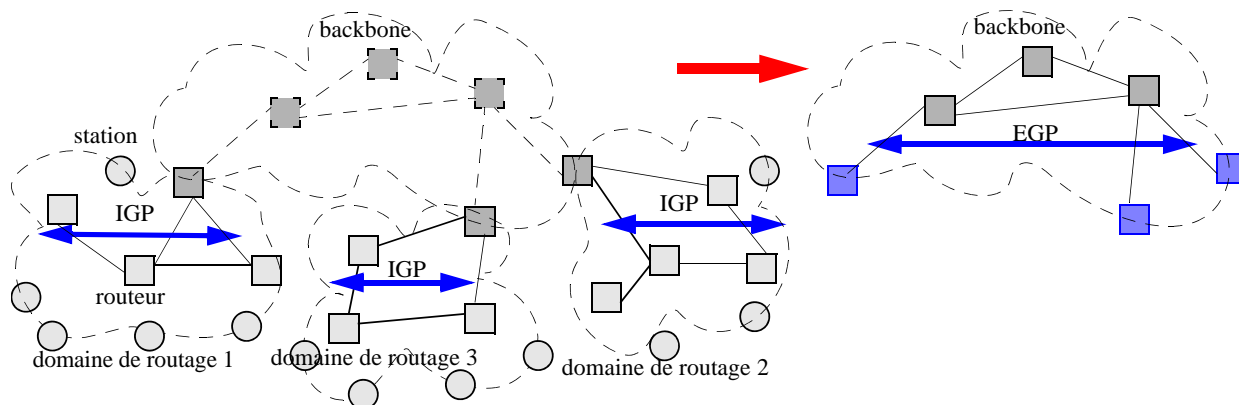 backbone
backbone
station
EGP
IGP
IGP
IGP
routeur
domaine de routage 1
domaine de routage 3
domaine de routage 2